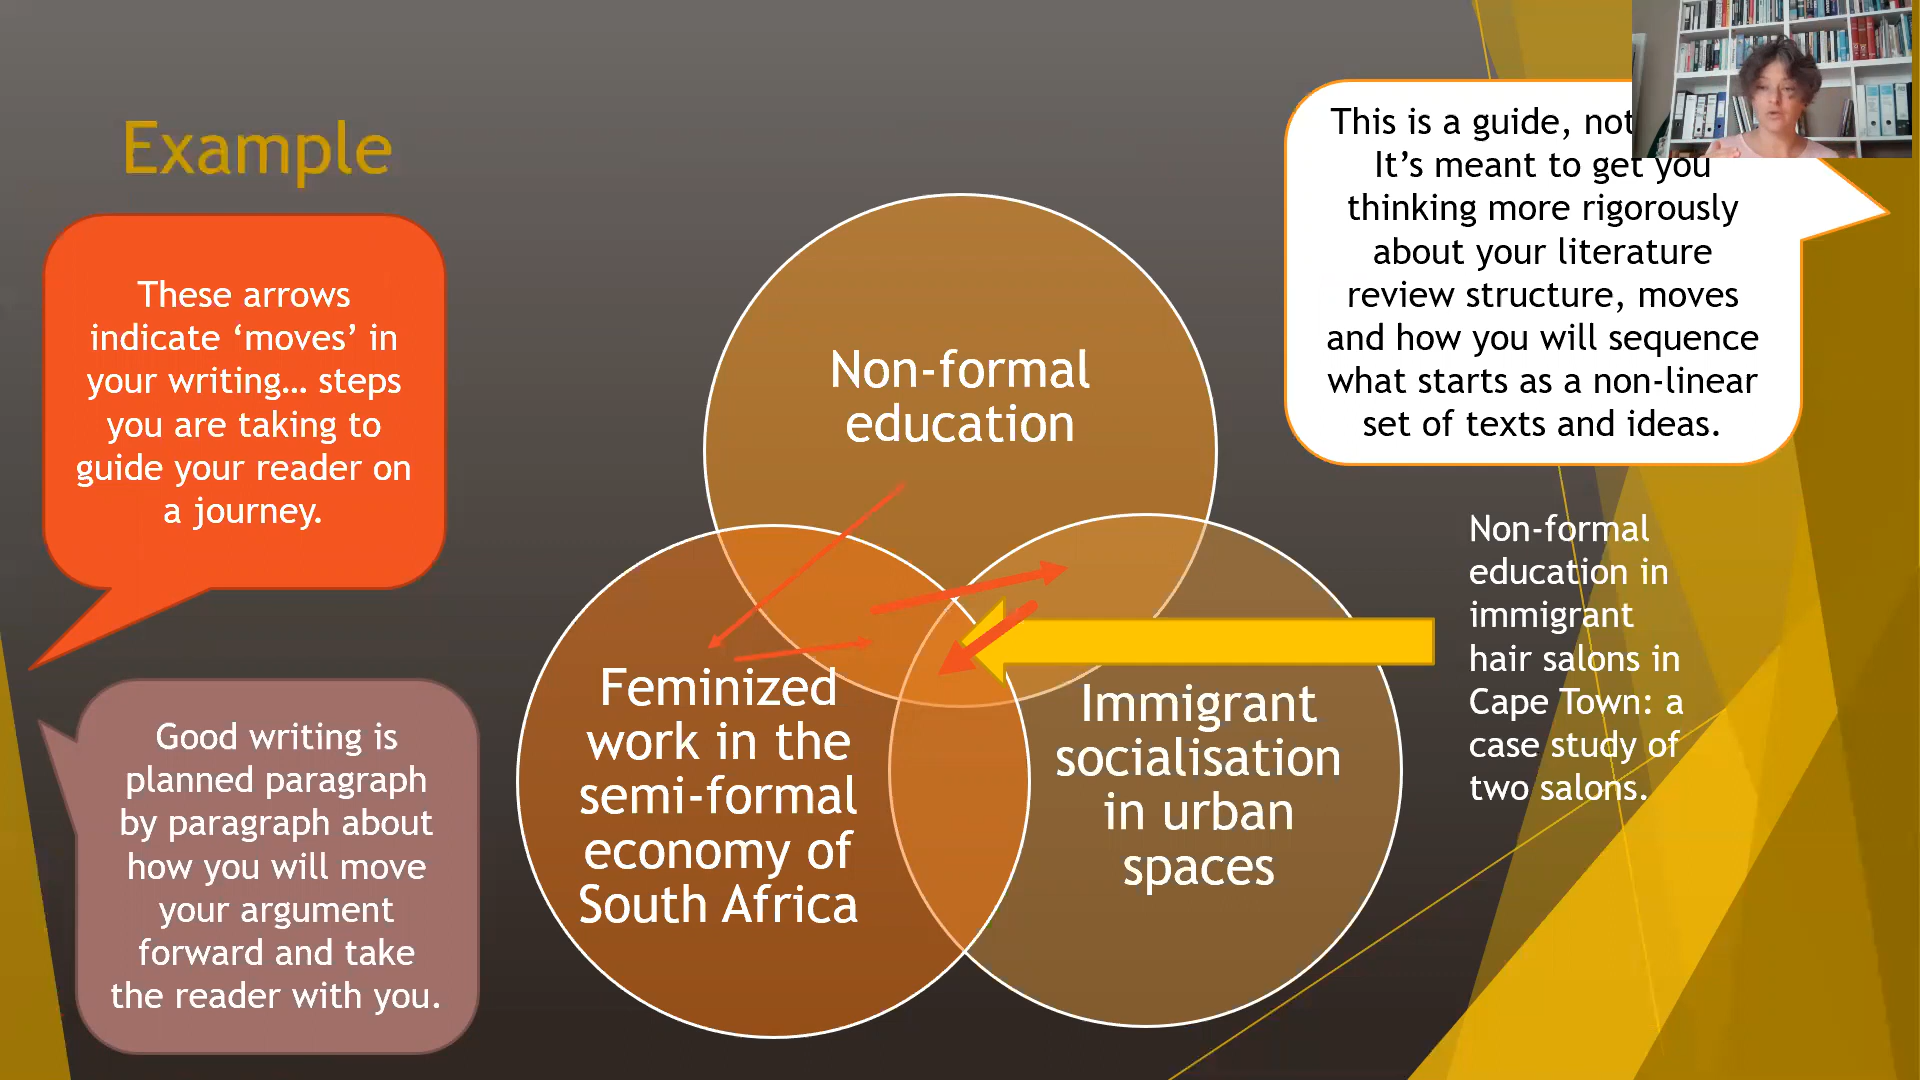 Example
These arrows
indicate ‘moves’ in
your writing… steps
you are taking to
guide your reader on
a journey.
Good writing is
planned paragraph
by paragraph about
how you will move
your argument
forward and take
the reader with you.
Non-formal
education
Feminized
work in the
semi-formal
economy of
South Africa
Immigrant
socialisation
in urban
spaces
This is a guide, not
It’s meant to get you
thinking more rigorously
about your literature
review structure, moves
and how you will sequence
what starts as a non-linear
set of texts and ideas.
Non-formal
education in
immigrant
hair salons in
Cape Town: a
case study of
two salons.